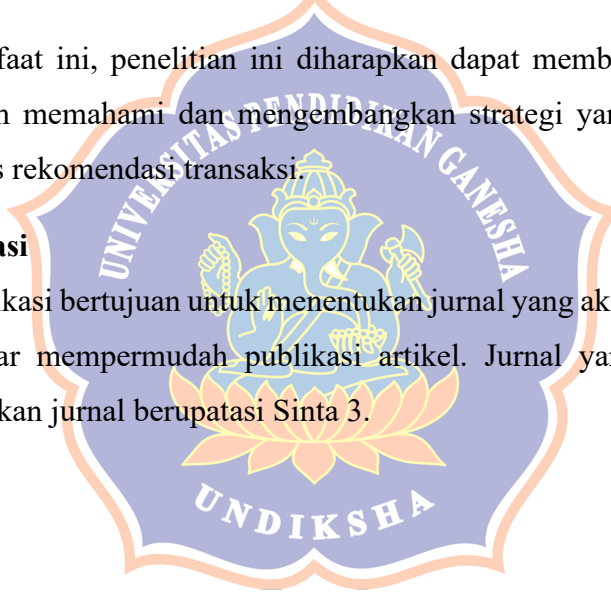 faat ini, penelitian ini diharapkan dapat memb
memahami dan mengembangkan strategi yan
rekomendasi transaksi.
asi
ikasi bertujuan untuk menentukan jurnal yang ak
ar mempermudah publikasi artikel. Jurnal yan
kan jurnal berupatasi Sinta 3.
UNIVERSITAS PENDIDIKAN GANESHA
UNDIKSHA